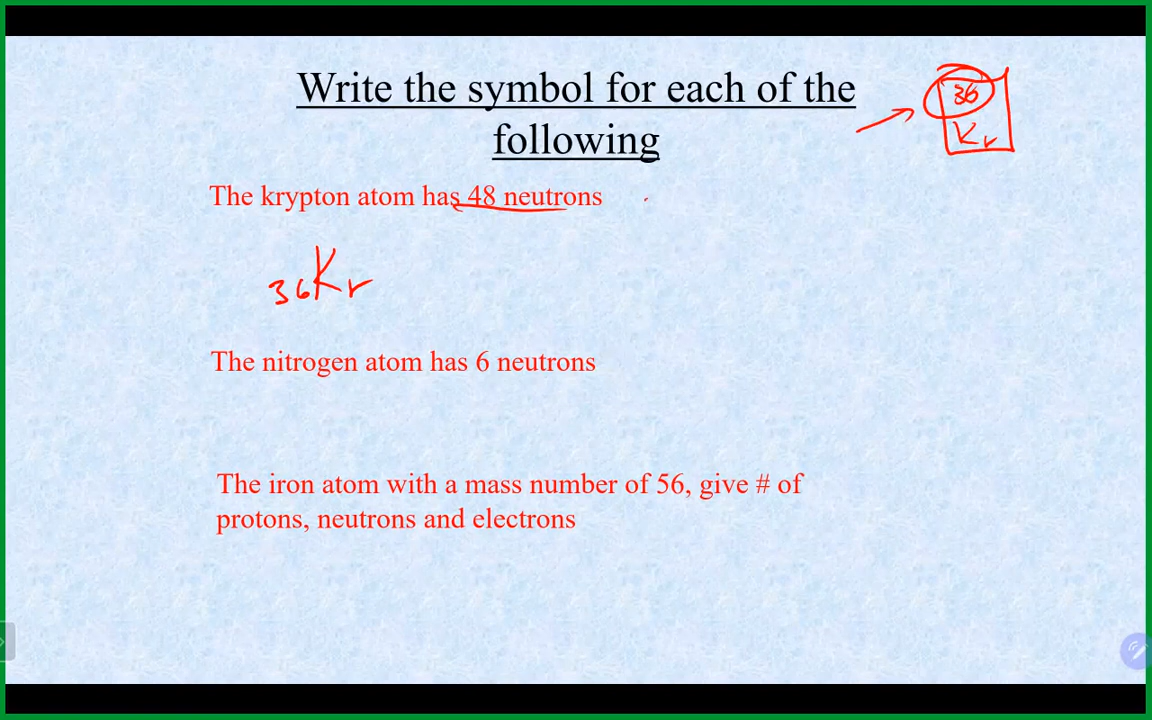 Write the symbol for each of the
following
36
Kr
The krypton atom has 48 neutrons
36Kr
The nitrogen atom has 6 neutrons
The iron atom with a mass number of 56, give # of
protons, neutrons and electrons